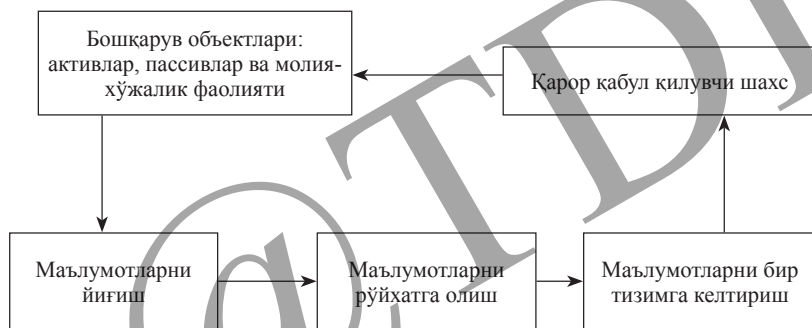 Бошқарув объектлари:
активлар, пассивлар ва молия-
хўжалик фаолияти
Қарор қабул қилувчи шахс
Маълумотларни
йиғиш
Маълумотларни
рўйхатга олиш
Маълумотларни бир
тизимга келтириш
@TDI